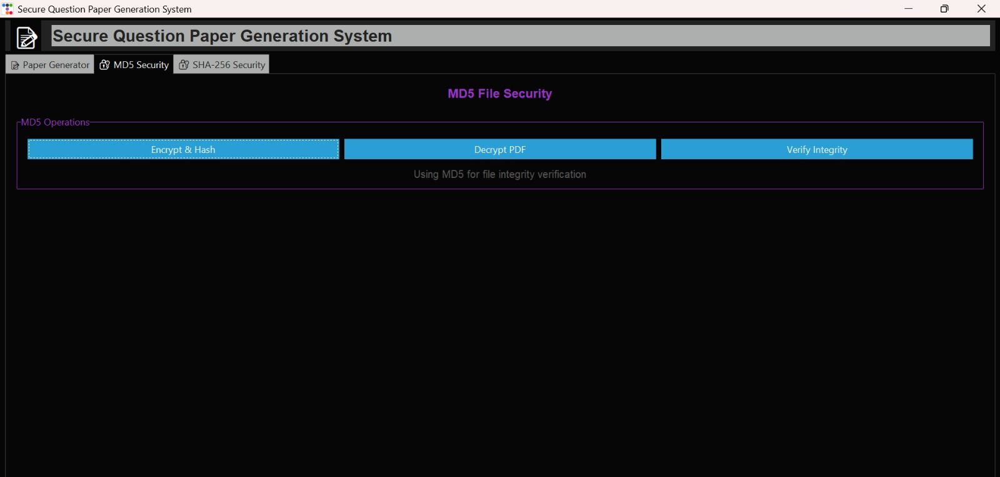 Secure Question Paper Generation System
Secure Question Paper Generation System
Paper Generator MD5 Security SHA-256 Security
MD5 File Security
MD5 Operations
Encrypt & Hash Decrypt PDF Verify Integrity
Using MD5 for file integrity verification